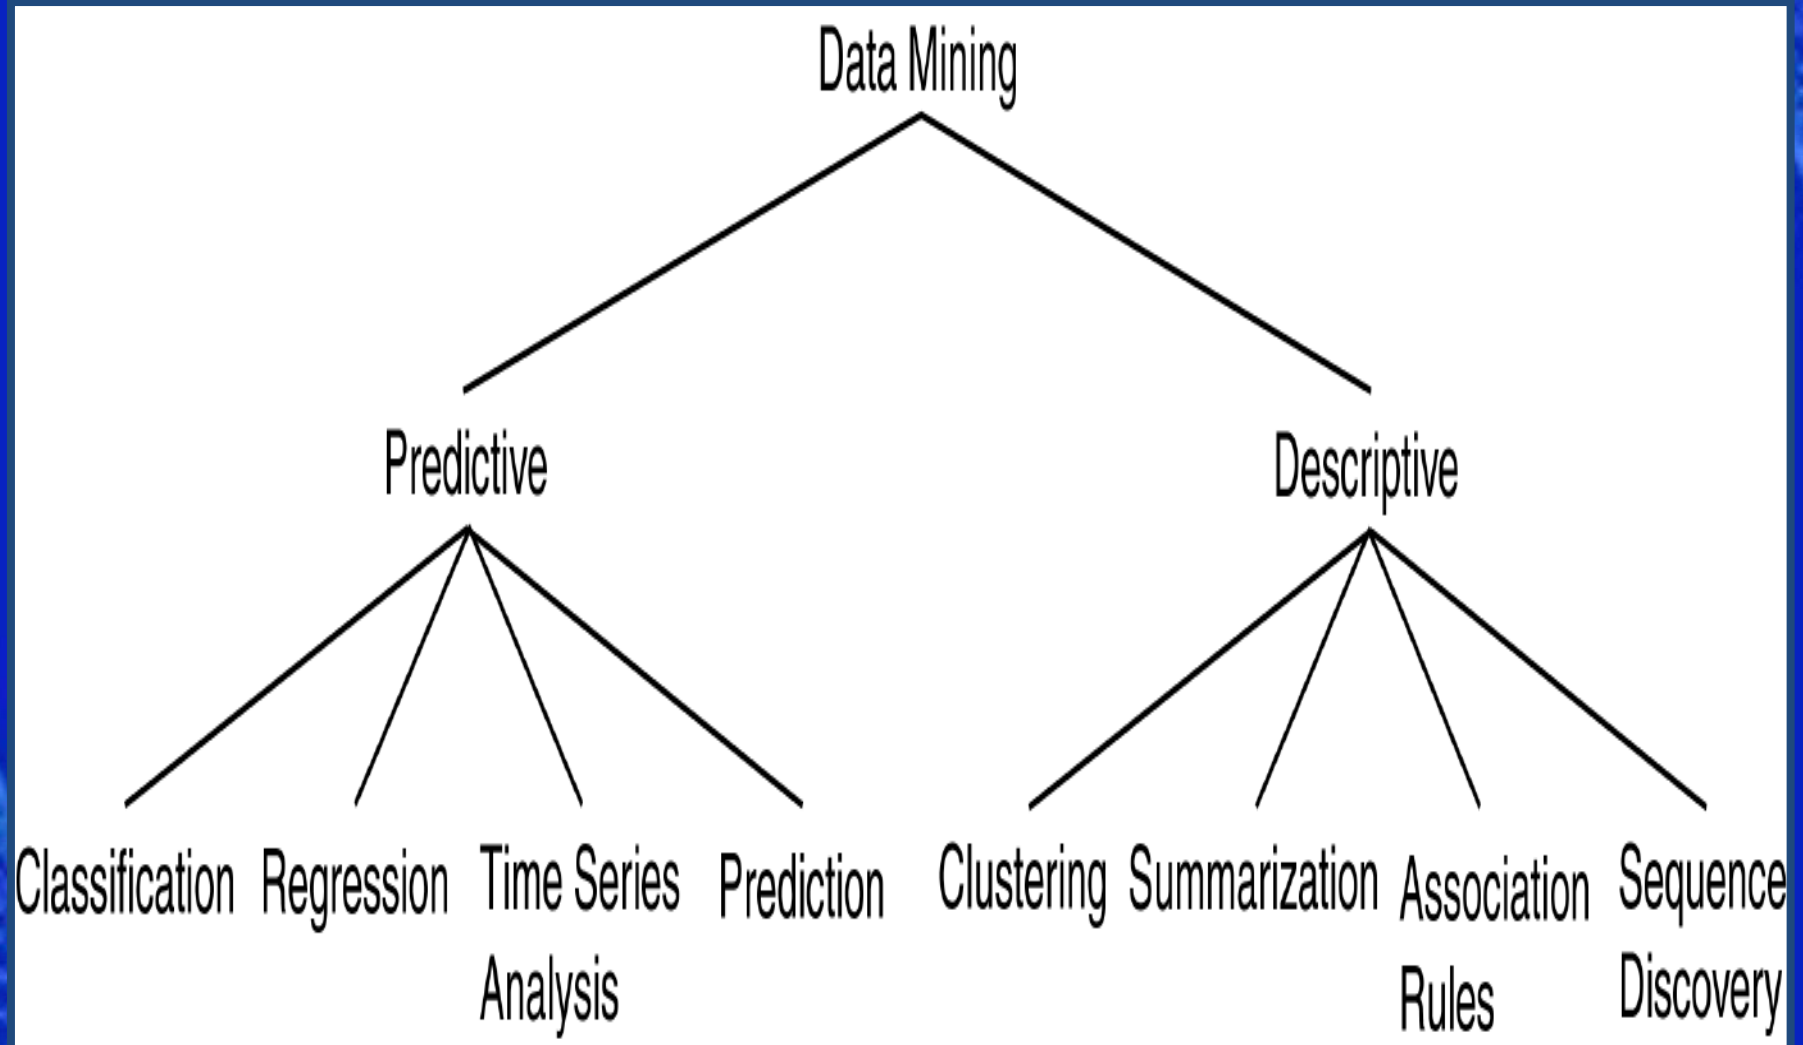 Data Mining
Predictive
Descriptive
Classification
Regression
Time Series
Analysis
Prediction
Clustering
Summarization
Association
Rules
Sequence
Discovery